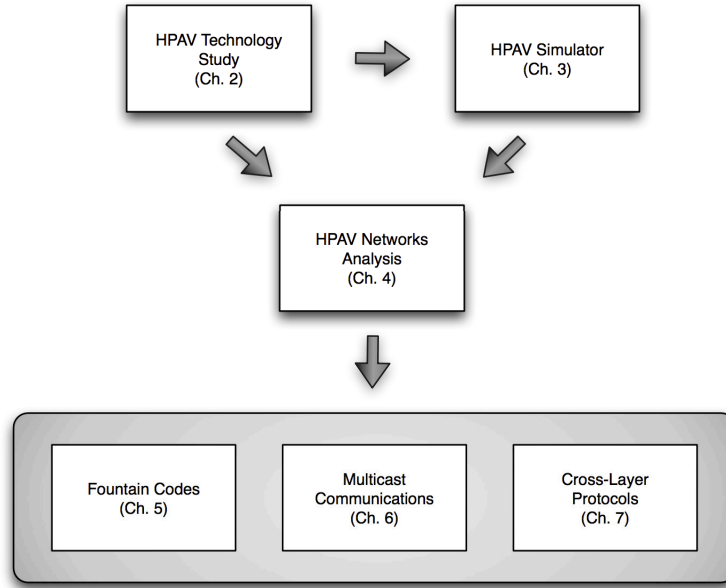 HPAV Technology
Study
(Ch. 2)
HPAV Simulator
(Ch. 3)
HPAV Networks
Analysis
(Ch. 4)
Fountain Codes
(Ch. 5)
Multicast
Communications
(Ch. 6)
Cross-Layer
Protocols
(Ch. 7)